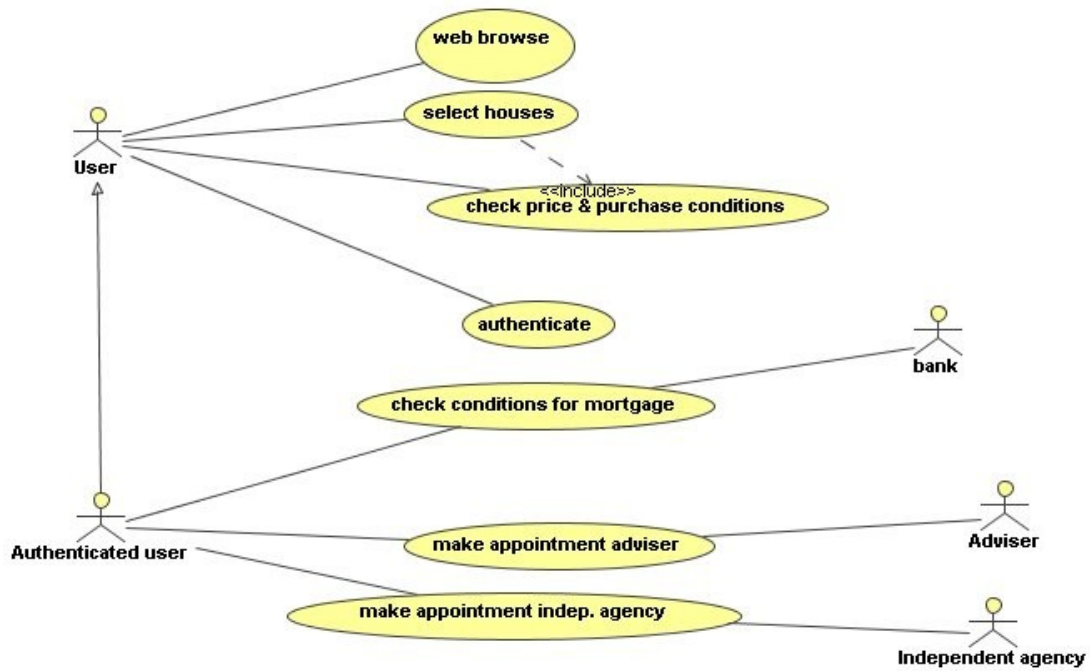 web browse
select houses
User
<<include>>
check price & purchase conditions
authenticate
bank
check conditions for mortgage
Authenticated user
make appointment adviser
Adviser
make appointment indep. agency
Independent agency